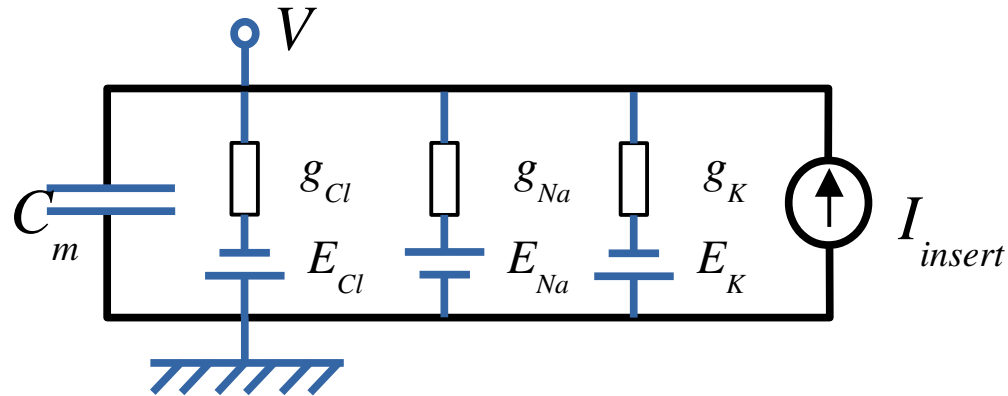 V
g_Cl
g_Na
g_K
C_m
E_Cl
E_Na
E_K
I_insert